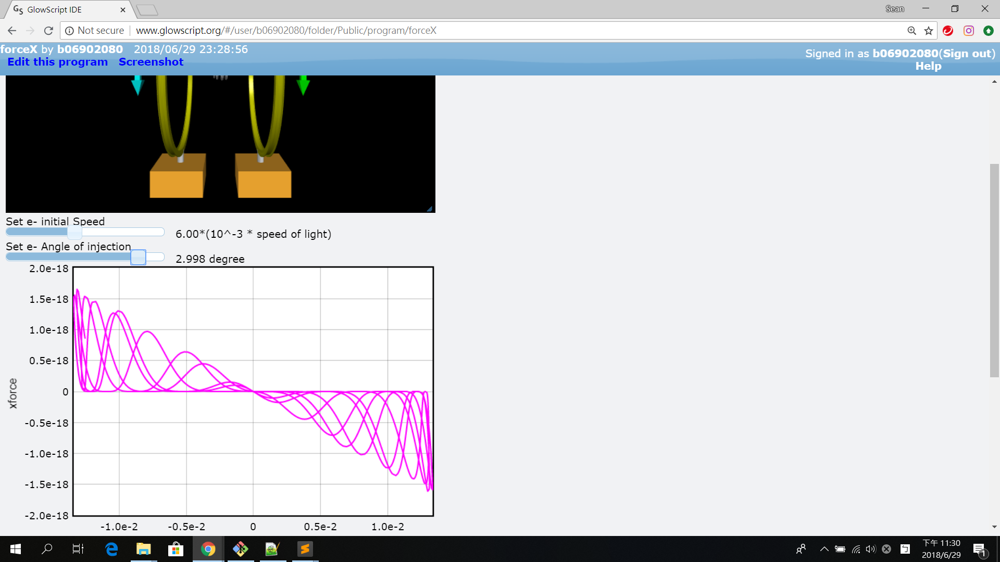 GS GlowScript IDE
Sean
Not secure www.glowscript.org/#/user/b06902080/folder/Public/program/forceX
forceX by b06902080 2018/06/29 23:28:56
Edit this program Screenshot
Signed in as b06902080(Sign out)
Help
Set e- initial Speed
6.00*(10^-3 * speed of light)
Set e- Angle of injection
2.998 degree
2.0e-18
1.5e-18
1.0e-18
0.5e-18
0
-0.5e-18
-1.0e-18
-1.5e-18
-2.0e-18
xforce
-1.0e-2 -0.5e-2 0 0.5e-2 1.0e-2
下午 11:30
2018/6/29
1